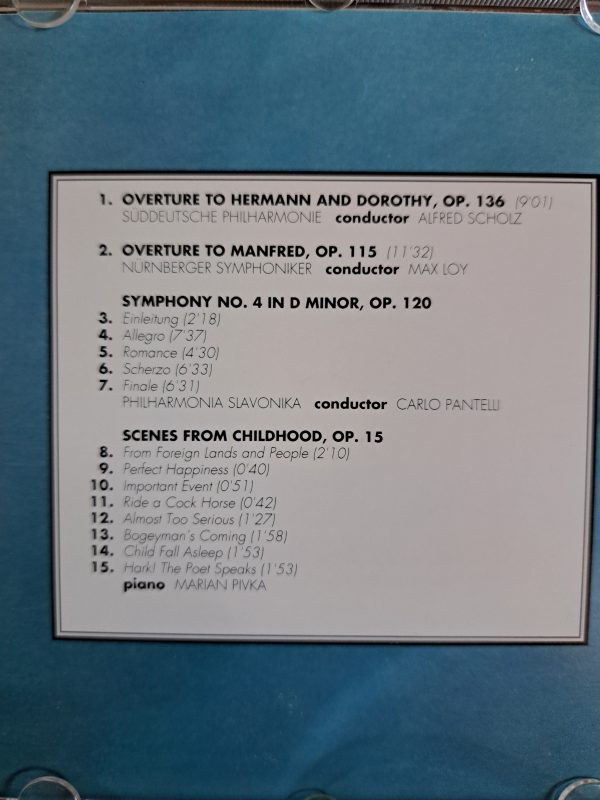 1. OVERTURE TO HERMANN AND DOROTHY, OP. 136 (9'01)
SÜDDEUTSCHE PHILHARMONIE conductor ALFRED SCHOLZ
2. OVERTURE TO MANFRED, OP. 115 (11'32)
NÜRNBERGER SYMPHONIKER conductor MAX LOY
SYMPHONY NO. 4 IN D MINOR, OP. 120
3. Einleitung (2'18)
4. Allegro (7'37)
5. Romance (4'30)
6. Scherzo (6'33)
7. Finale (6'31)
PHILHARMONIA SLAVONIKA conductor CARLO PANTELLI
SCENES FROM CHILDHOOD, OP. 15
8. From Foreign Lands and People (2'10)
9. Perfect Happiness (0'40)
10. Important Event (0'51)
11. Ride a Cock Horse (0'42)
12. Almost Too Serious (1'27)
13. Bogeyman's Coming (1'58)
14. Child Fall Asleep (1'53)
15. Hark! The Poet Speaks (1'53)
piano MARIAN PIVKA